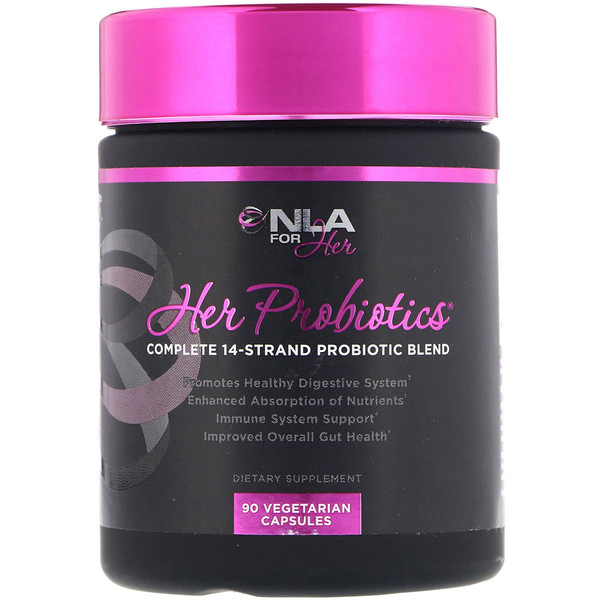 NLA
FOR Her
Her Probiotics®
COMPLETE 14-STRAND PROBIOTIC BLEND
Promotes Healthy Digestive System†
Enhanced Absorption of Nutrients†
Immune System Support†
Improved Overall Gut Health†
DIETARY SUPPLEMENT
90 VEGETARIAN
CAPSULES